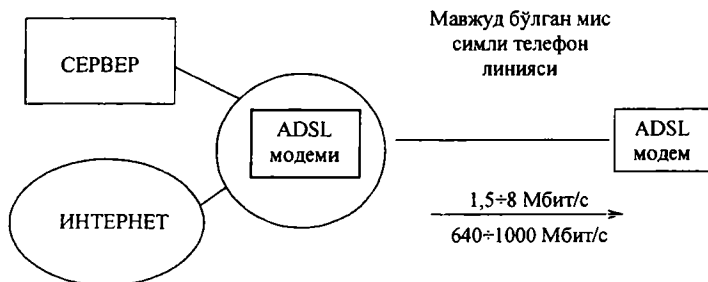 Мавжуд бўлган мис
симли телефон
линияси
СЕРВЕР
ADSL
модеми
ADSL
модем
ИНТЕРНЕТ
1,5÷8 Мбит/с
640÷1000 Мбит/с